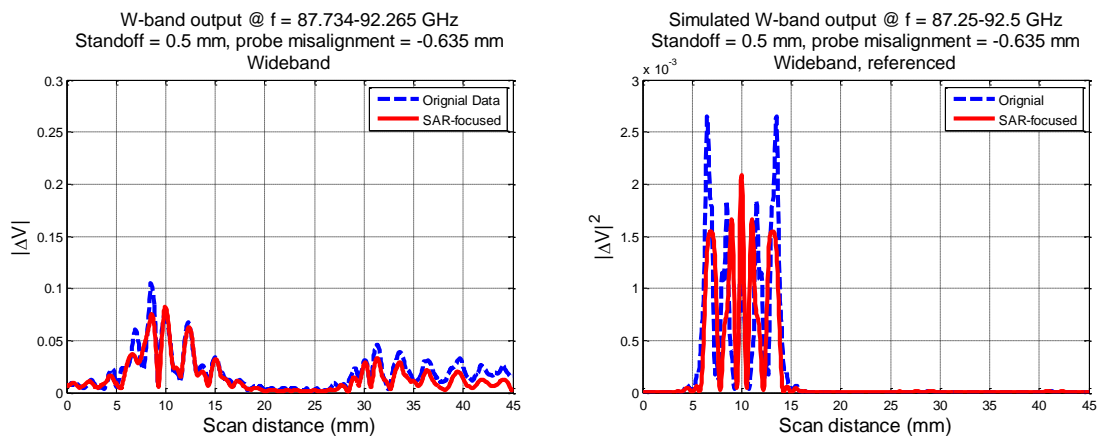 W-band output @ f = 87.734-92.265 GHz
Standoff = 0.5 mm, probe misalignment = -0.635 mm
Wideband
0.3
0.25
0.2
0.15
0.1
0.05
0
|ΔV|
Orignial Data
SAR-focused
0 5 10 15 20 25 30 35 40 45
Scan distance (mm)
Simulated W-band output @ f = 87.25-92.5 GHz
Standoff = 0.5 mm, probe misalignment = -0.635 mm
Wideband, referenced
x 10⁻³
3
2.5
2
1.5
1
0.5
0
|ΔV|²
Orignial
SAR-focused
0 5 10 15 20 25 30 35 40 45
Scan distance (mm)